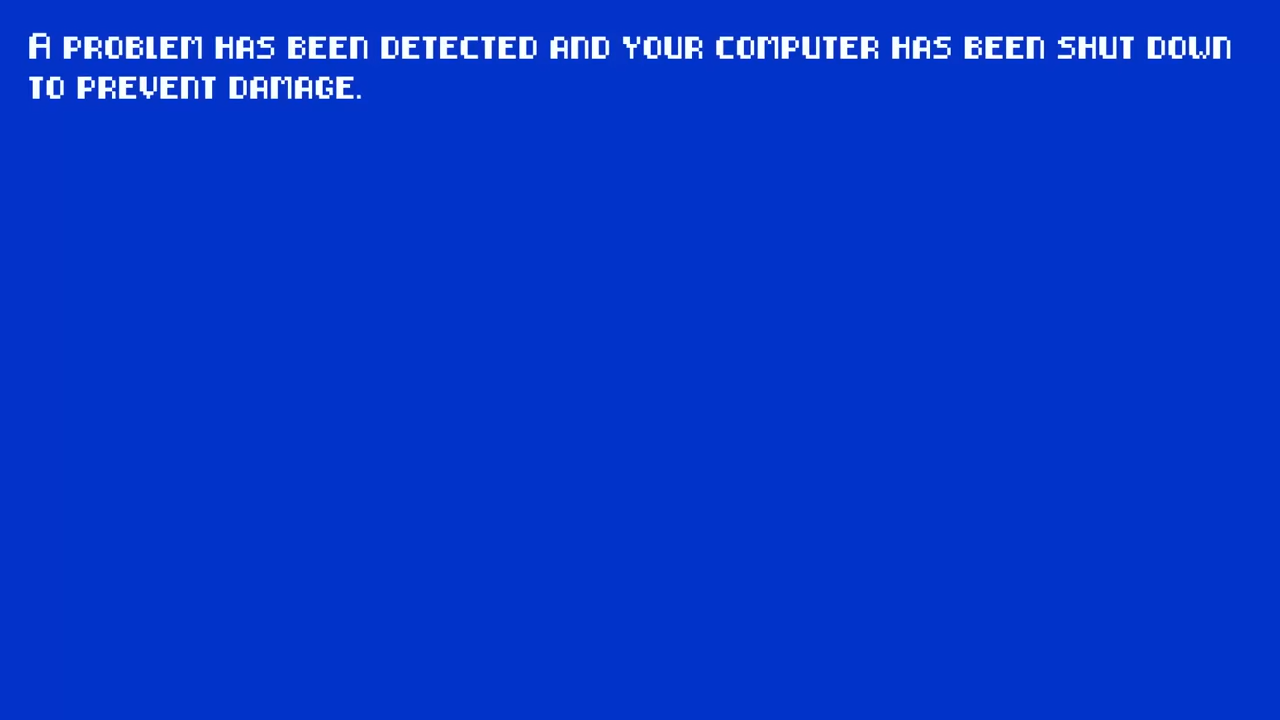 A PROBLEM HAS BEEN DETECTED AND YOUR COMPUTER HAS BEEN SHUT DOWN
TO PREVENT DAMAGE.